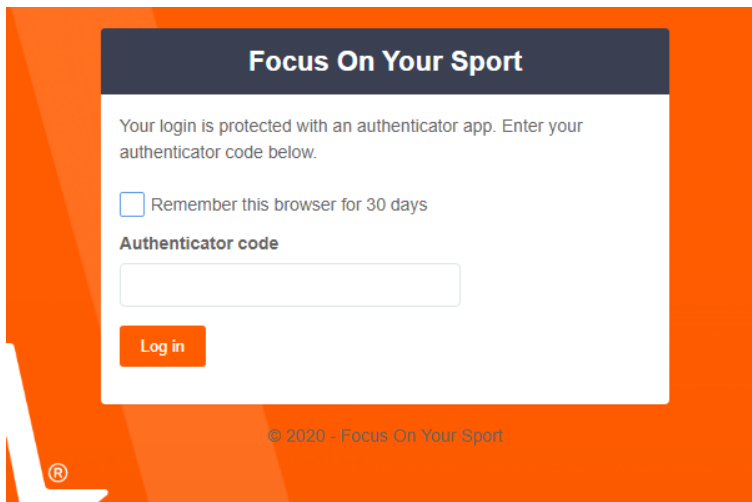 Focus On Your Sport
Your login is protected with an authenticator app. Enter your
authenticator code below.
Remember this browser for 30 days
Authenticator code
Log in
© 2020 - Focus On Your Sport
®